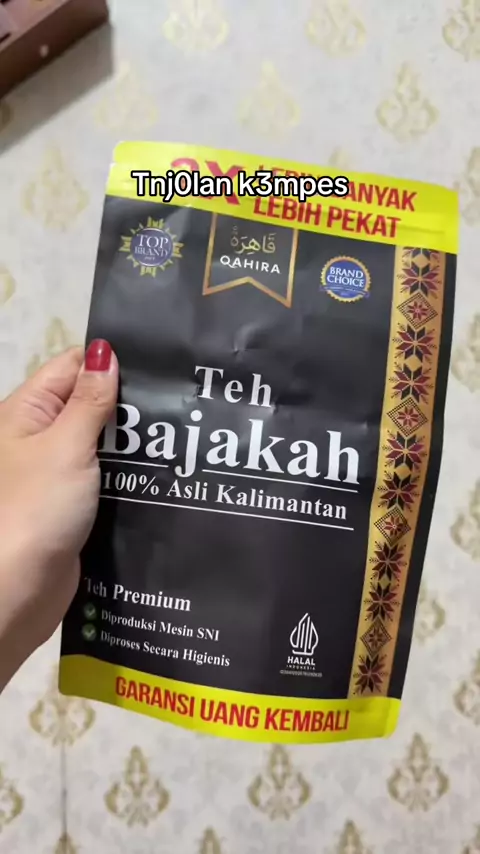 Tnj0lan k3mpes
LEBIH BANYAK
LEBIH PEKAT
TOP
BRAND
قاهرة
QAHIRA
BRAND
CHOICE
Teh
Bajakah
100% Asli Kalimantan
Teh Premium
Diproduksi Mesin SNI
Diproses Secara Higienis
HALAL
INDONESIA
GARANSI UANG KEMBALI